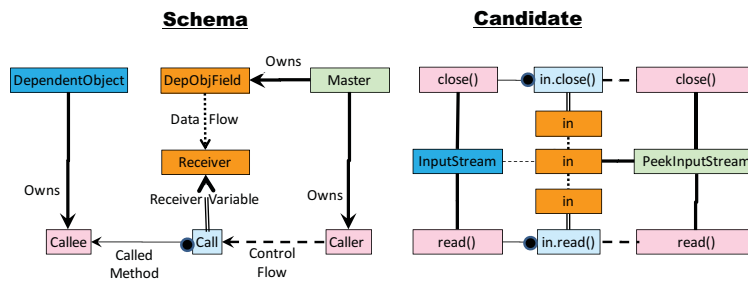 Schema
Candidate
Owns
DependentObject DepObjField Master
Data Flow
Receiver
Owns Receiver Variable Owns
Callee Call Caller
Called Method
Control Flow
close() in.close() close()
in
InputStream in PeekInputStream
in
read() in.read() read()